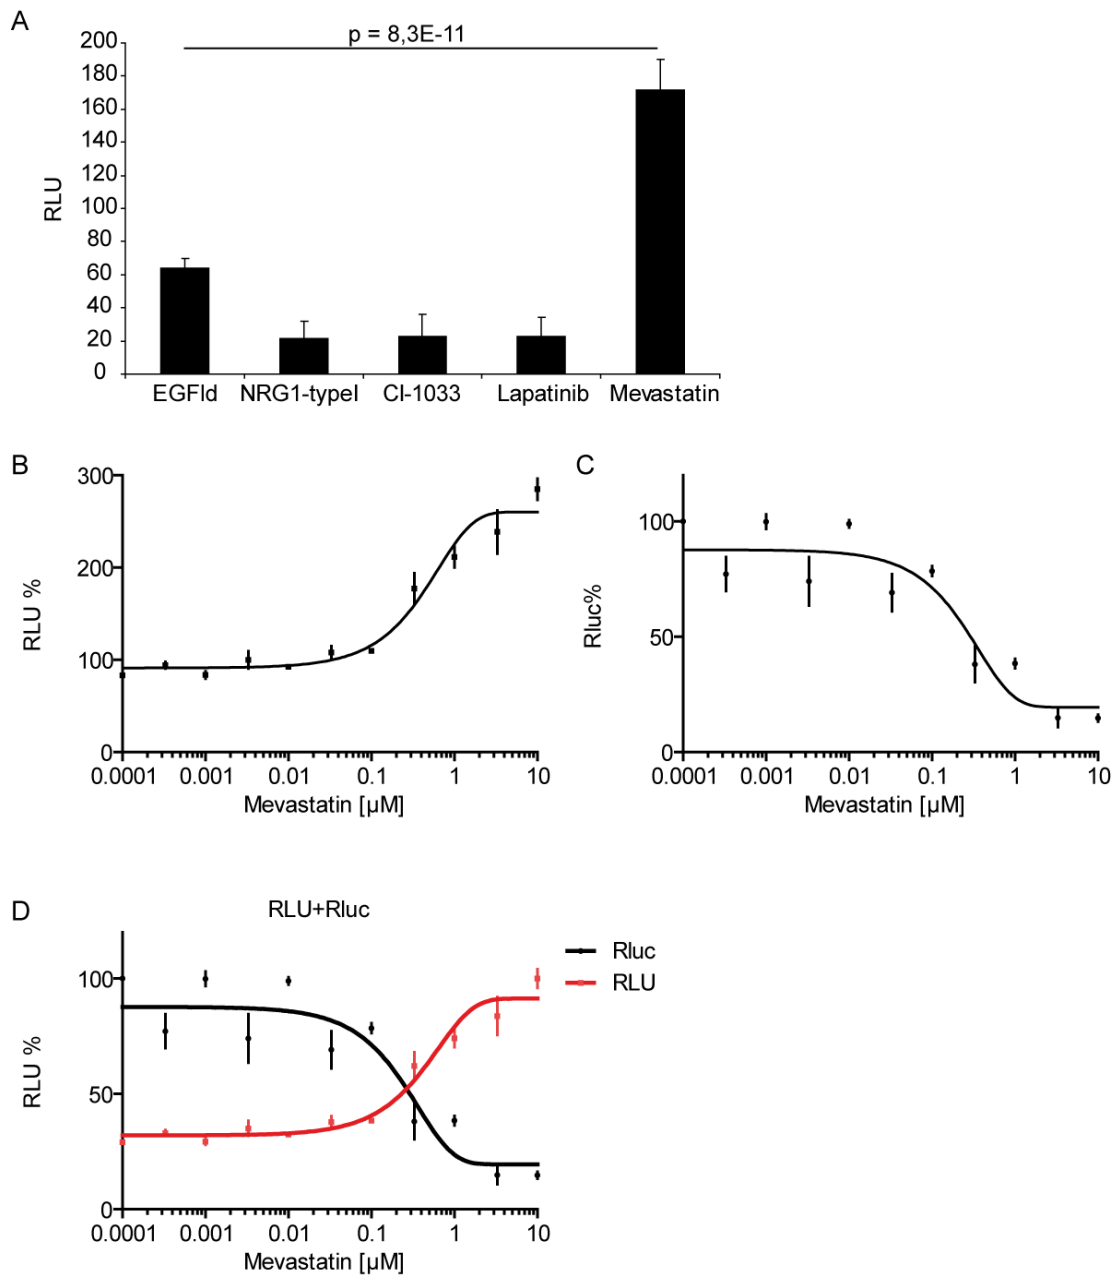 A
p = 8,3E-11
200
180
160
140
120
100
80
60
40
20
0
RLU
EGFld NRG1-typeI CI-1033 Lapatinib Mevastatin
B
300
200
100
0
RLU %
0.0001 0.001 0.01 0.1 1 10
Mevastatin [µM]
C
100
50
0
Rluc%
0.0001 0.001 0.01 0.1 1 10
Mevastatin [µM]
D
RLU+Rluc
100
50
0
RLU %
0.0001 0.001 0.01 0.1 1 10
Mevastatin [µM]
Rluc
RLU